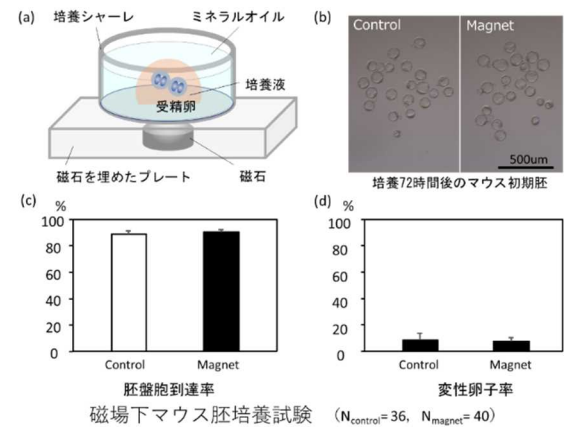 (a)
培養シャーレ
ミネラルオイル
培養液
受精卵
磁石を埋めたプレート
磁石
(b)
Control
Magnet
500um
培養72時間後のマウス初期胚
(c)
%
100
80
60
40
20
0
Control
Magnet
胚盤胞到達率
(d)
%
100
80
60
40
20
0
Control
Magnet
変性卵子率
磁場下マウス胚培養試験 (Ncontrol= 36, Nmagnet= 40)